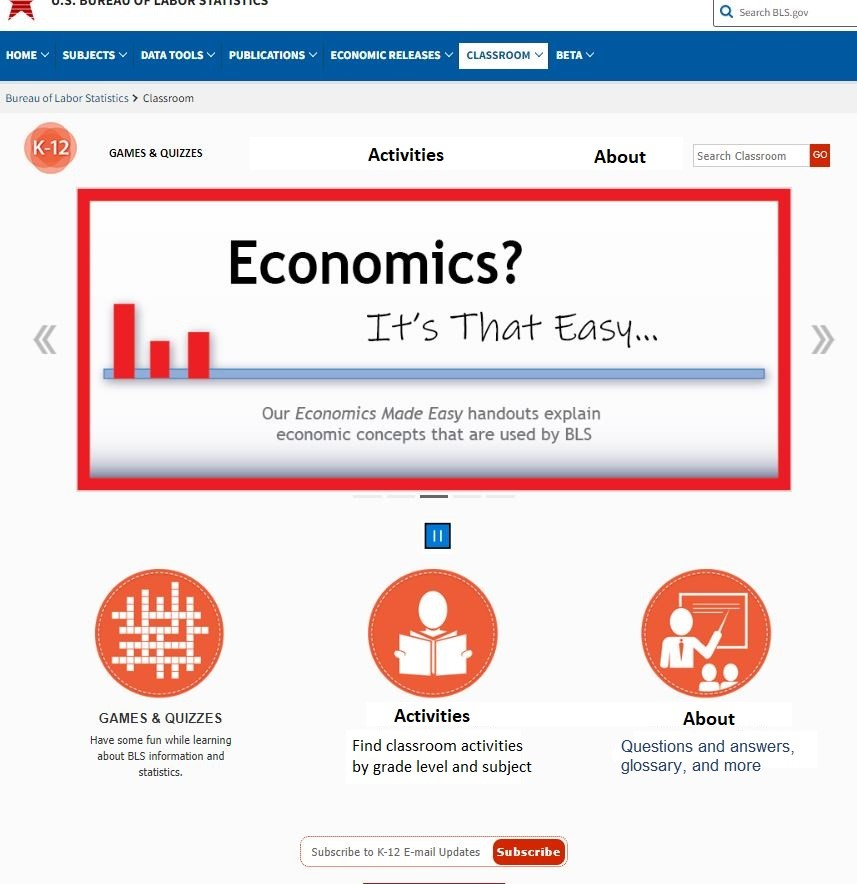 U.S. BUREAU OF LABOR STATISTICS
Search BLS.gov
HOME SUBJECTS DATA TOOLS PUBLICATIONS ECONOMIC RELEASES CLASSROOM BETA
Bureau of Labor Statistics > Classroom
K-12 GAMES & QUIZZES Activities About Search Classroom GO
Economics?
It's That Easy...
Our Economics Made Easy handouts explain
economic concepts that are used by BLS
GAMES & QUIZZES
Have some fun while learning
about BLS information and
statistics.
Activities
Find classroom activities
by grade level and subject
About
Questions and answers,
glossary, and more
Subscribe to K-12 E-mail Updates Subscribe